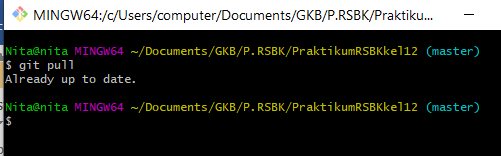 MINGW64:/c/Users/computer/Documents/GKB/P.RSBK/Praktiku...
Nita@nita MINGW64 ~/Documents/GKB/P.RSBK/PraktikumRSBKkel12 (master)
$ git pull
Already up to date.
Nita@nita MINGW64 ~/Documents/GKB/P.RSBK/PraktikumRSBKkel12 (master)
$